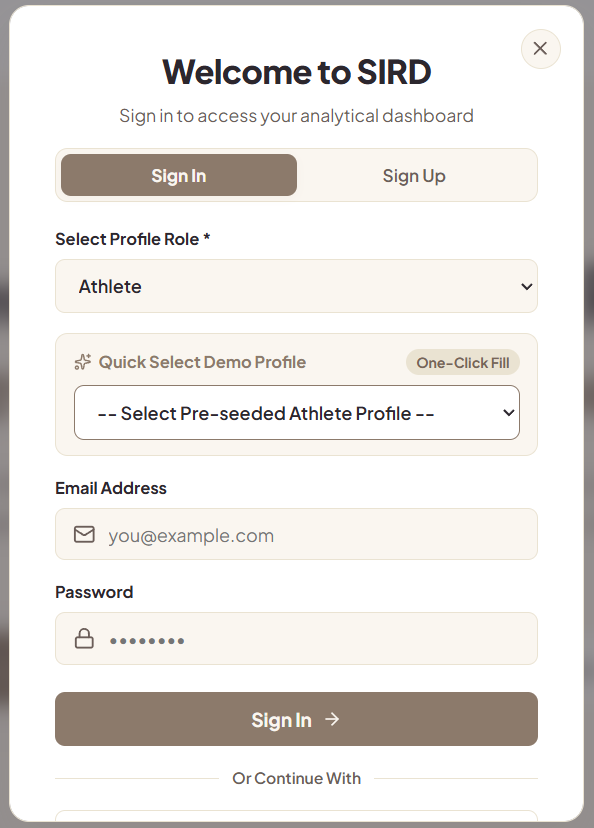 Welcome to SIRD
Sign in to access your analytical dashboard
Sign In
Sign Up
Select Profile Role *
Athlete
Quick Select Demo Profile
One-Click Fill
-- Select Pre-seeded Athlete Profile --
Email Address
you@example.com
Password
••••••••
Sign In →
Or Continue With